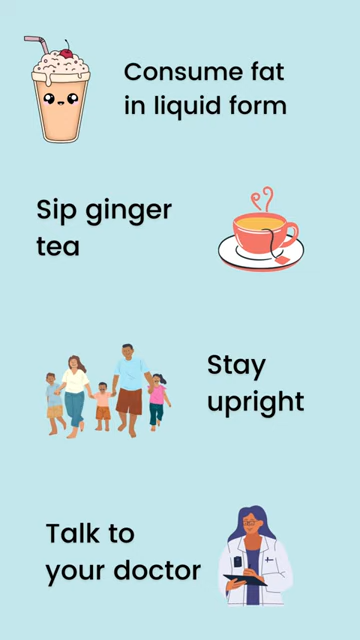 Consume fat
in liquid form
Sip ginger
tea
Stay
upright
Talk to
your doctor